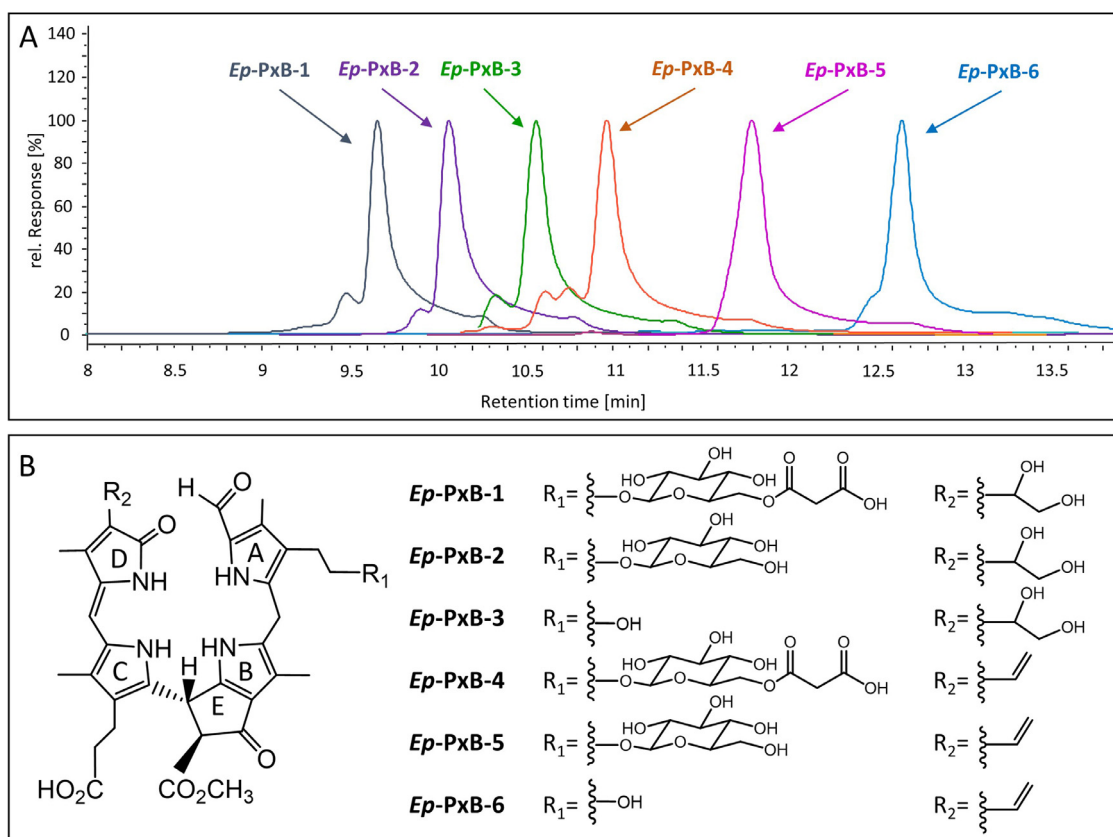 A
140
120
100
80
60
40
20
0
rel. Response [%]
Ep-PxB-1
Ep-PxB-2
Ep-PxB-3
Ep-PxB-4
Ep-PxB-5
Ep-PxB-6
8 8.5 9 9.5 10 10.5 11 11.5 12 12.5 13 13.5
Retention time [min]
B
R2
O
O
D
A
NH
HN
R1
NH
HN
H
C
B
E
O
HO2C
CO2CH3
Ep-PxB-1 R1= OH HO OH O O O O O OH R2= OH OH
Ep-PxB-2 R1= OH HO OH O O HO R2= OH OH
Ep-PxB-3 R1= OH R2= OH OH
Ep-PxB-4 R1= OH HO OH O O O O O OH R2=
Ep-PxB-5 R1= OH HO OH O O HO R2=
Ep-PxB-6 R1= OH R2=